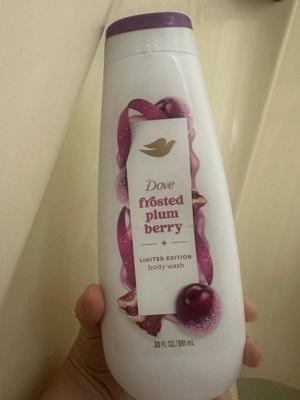 Dove
frosted
plum
berry
LIMITED EDITION
body wash
20 FL OZ/591 mL